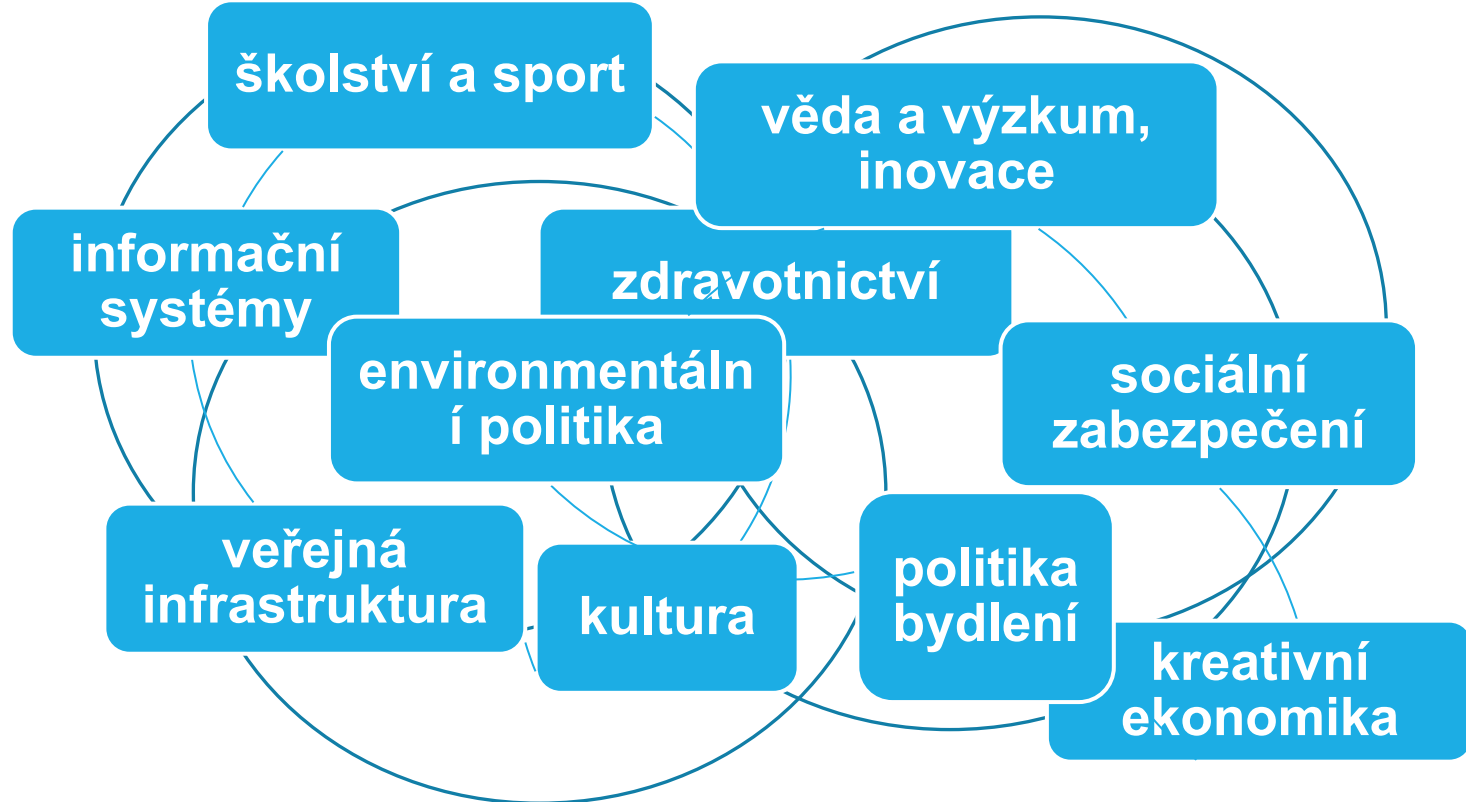 školství a sport
věda a výzkum,
inovace
informační
systémy
zdravotnictví
environmentáln
í politika
sociální
zabezpečení
veřejná
infrastruktura
kultura
politika
bydlení
kreativní
ekonomika